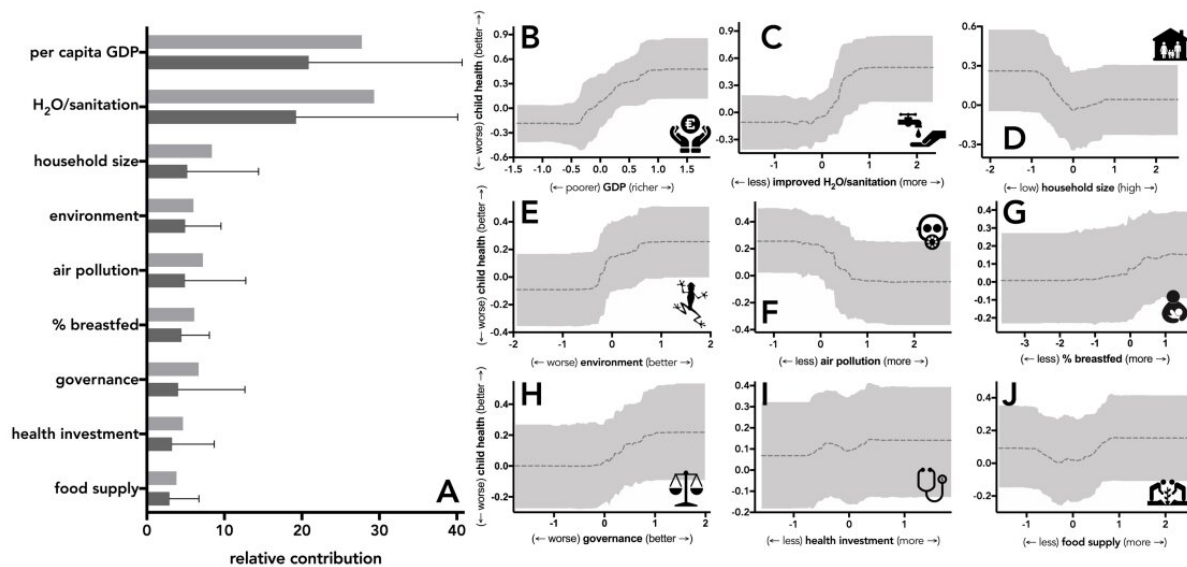 per capita GDP
H2O/sanitation
household size
environment
air pollution
% breastfed
governance
health investment
food supply
0 10 20 30 40
relative contribution
A
B
(← worse) child health (better →)
0.9
0.6
0.3
0.0
-0.3
-0.6
-1.5 -1.0 -0.5 0.0 0.5 1.0 1.5
(← poorer) GDP (richer →)
€
C
0.9
0.6
0.3
0.0
-0.3
-1 0 1 2
(← less) improved H2O/sanitation (more →)
D
0.6
0.3
0.0
-0.3
-2 -1 0 1 2
(← low) household size (high →)
E
(← worse) child health (better →)
0.4
0.2
0.0
-0.2
-0.4
-2 -1 0 1 2
(← worse) environment (better →)
F
0.4
0.2
0.0
-0.2
-0.4
-2 -1 0 1 2
(← less) air pollution (more →)
G
0.4
0.3
0.2
0.1
0.0
-0.1
-0.2
-3 -2 -1 0 1
(← less) % breastfed (more →)
H
(← worse) child health (better →)
0.4
0.2
0.0
-0.2
-2 -1 0 1 2
(← worse) governance (better →)
I
0.4
0.3
0.2
0.1
0.0
-0.1
-0.2
-1 0 1
(← less) health investment (more →)
J
0.4
0.2
0.0
-0.2
-1 0 1 2
(← less) food supply (more →)